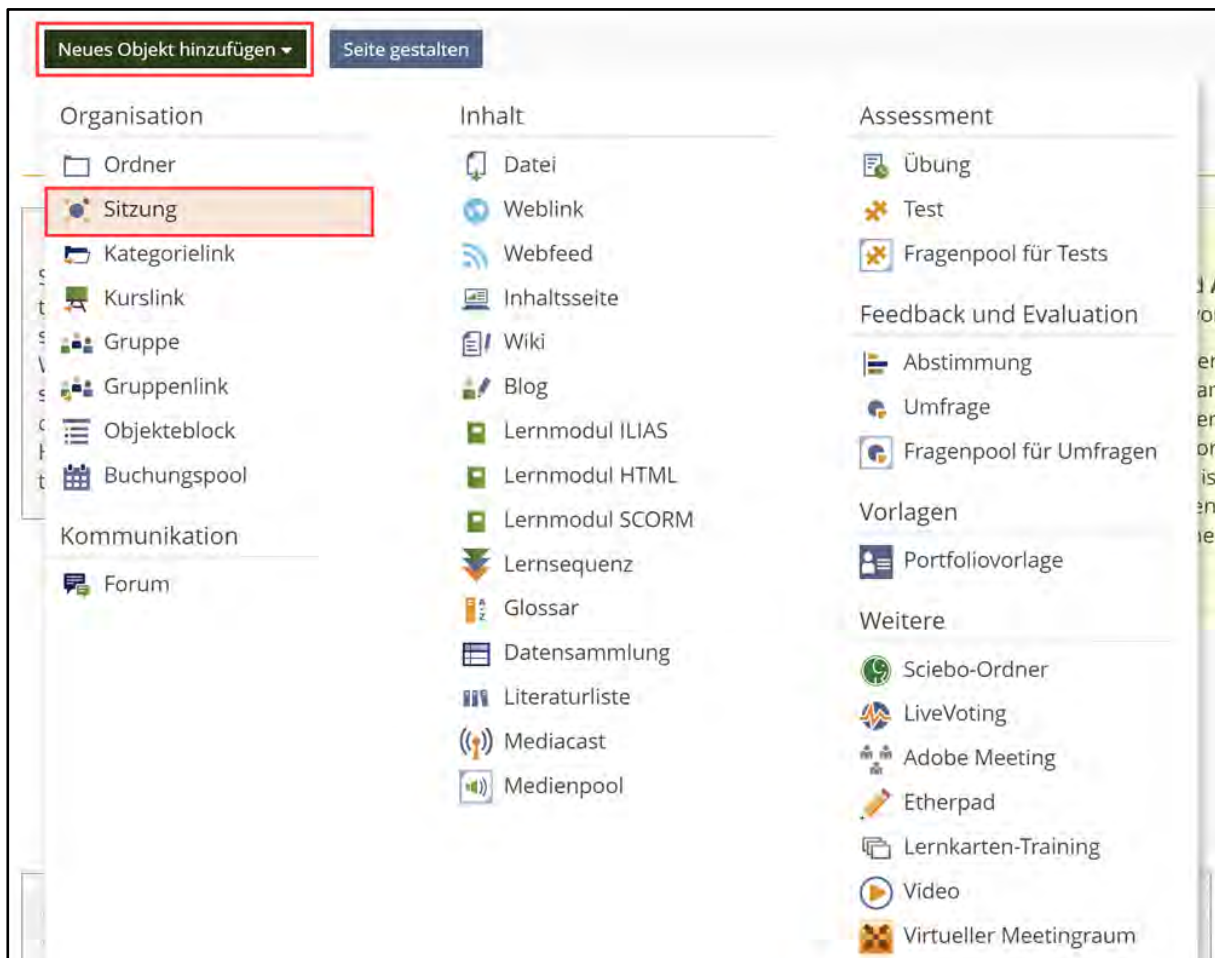 Neues Objekt hinzufügen
Seite gestalten
Organisation
Ordner
Sitzung
Kategorielink
Kurslink
Gruppe
Gruppenlink
Objekteblock
Buchungspool
Kommunikation
Forum
Inhalt
Datei
Weblink
Webfeed
Inhaltsseite
Wiki
Blog
Lernmodul ILIAS
Lernmodul HTML
Lernmodul SCORM
Lernsequenz
Glossar
Datensammlung
Literaturliste
Mediacast
Medienpool
Assessment
Übung
Test
Fragenpool für Tests
Feedback und Evaluation
Abstimmung
Umfrage
Fragenpool für Umfragen
Vorlagen
Portfoliovorlage
Weitere
Sciebo-Ordner
LiveVoting
Adobe Meeting
Etherpad
Lernkarten-Training
Video
Virtueller Meetingraum